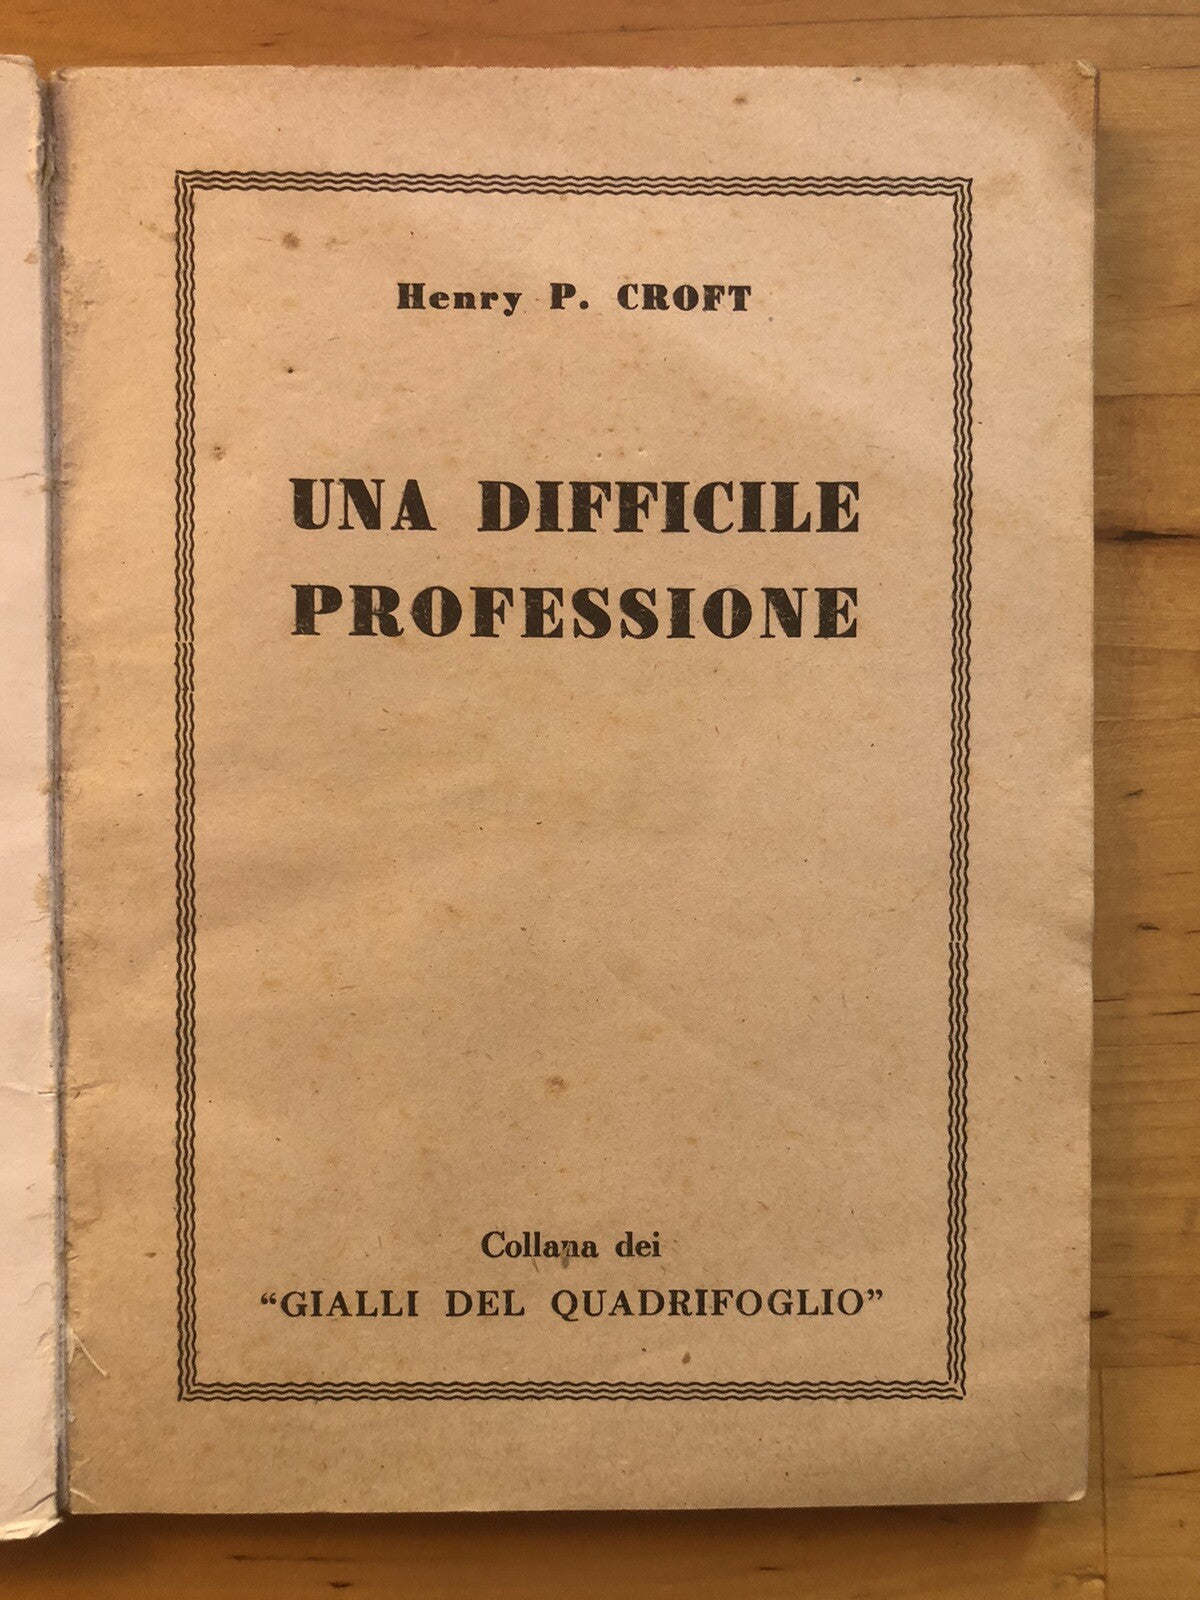 Henry P. CROFT
UNA DIFFICILE
PROFESSIONE
Collana dei
“GIALLI DEL QUADRIFOGLIO”